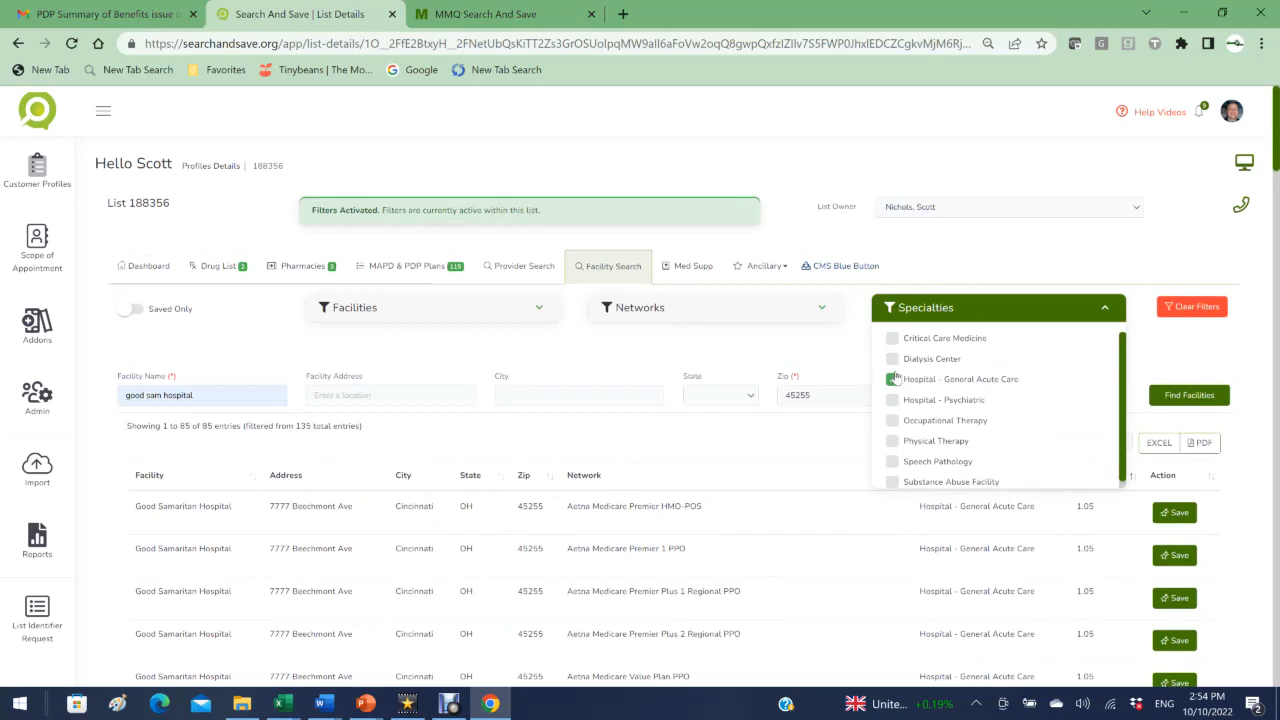 PDP Summary of Benefits issue
Search And Save | List Details
MMQ Search And Save
https://searchandsave.org/app/list-details/1O__2FfE2BtxyH__2FOt6BmvsKiTT2Zs3GrOSUlopqMW9aIl6aFoVYD2wl2oqQ8gwpXfzIZIIv7S5FWP0JhxIEDCZCgkvMjM6Rj...
New Tab
New Tab Search
Favorites
Tinybeans | The Mo...
Google
New Tab Search
Help Videos
0
Customer Profiles
Scope of
Appointment
Addons
Admin
Import
Reports
List Identifier
Request
Hello Scott Profiles Details | 188356
List 188356
Filters Activated. Filters are currently active within this list.
List Owner
Nichols, Scott
Dashboard
Drug List 2
Pharmacies 3
MAPD & PDP Plans 115
Provider Search
Facility Search
Med Supp
Ancillary
CMS Blue Button
Saved Only
Facilities
Networks
Specialties
Clear Filters
Critical Care Medicine
Dialysis Center
Hospital - General Acute Care
Hospital - Psychiatric
Occupational Therapy
Physical Therapy
Speech Pathology
Substance Abuse Facility
Facility Name (*)
Facility Address
City
State
Zip (*)
good sam hospital
Enter a location
45255
Find Facilities
Showing 1 to 85 of 85 entries (filtered from 135 total entries)
EXCEL
PDF
Facility Address City State Zip Network Action
Good Samaritan Hospital 7777 Beechmont Ave Cincinnati OH 45255 Aetna Medicare Premier HMO-POS Hospital - General Acute Care 1.05 Save
Good Samaritan Hospital 7777 Beechmont Ave Cincinnati OH 45255 Aetna Medicare Premier 1 PPO Hospital - General Acute Care 1.05 Save
Good Samaritan Hospital 7777 Beechmont Ave Cincinnati OH 45255 Aetna Medicare Premier Plus 1 Regional PPO Hospital - General Acute Care 1.05 Save
Good Samaritan Hospital 7777 Beechmont Ave Cincinnati OH 45255 Aetna Medicare Premier Plus 2 Regional PPO Hospital - General Acute Care 1.05 Save
Good Samaritan Hospital 7777 Beechmont Ave Cincinnati OH 45255 Aetna Medicare Value Plan PPO Hospital - General Acute Care 1.05 Save
Unite... +0.19%
ENG
2:54 PM
10/10/2022
2